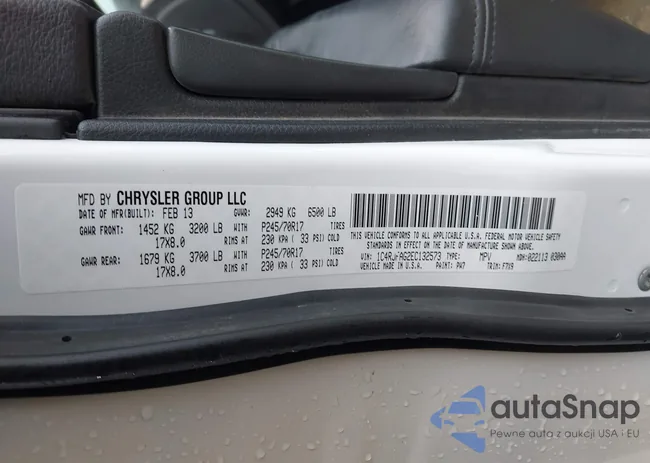 MFD BY CHRYSLER GROUP LLC
DATE OF MFR(BUILT): FEB 13 GVWR: 2949 KG 6500 LB
GAWR FRONT: 1452 KG 3200 LB WITH P245/70R17 TIRES
17X8.0 RIMS AT 230 KPA ( 33 PSI) COLD
GAWR REAR: 1679 KG 3700 LB WITH P245/70R17 TIRES
17X8.0 RIMS AT 230 KPA ( 33 PSI) COLD
THIS VEHICLE CONFORMS TO ALL APPLICABLE U.S.A. FEDERAL MOTOR VEHICLE SAFETY
STANDARDS IN EFFECT ON THE DATE OF MANUFACTURE SHOWN ABOVE.
VIN: 1C4RJFAG2EC132573 TYPE: MPV MDH: 022113 030AA
VEHICLE MADE IN U.S.A. PAINT: PW7 TRIM: F7X9
autaSnap
Pewne auta z aukcji USA i EU